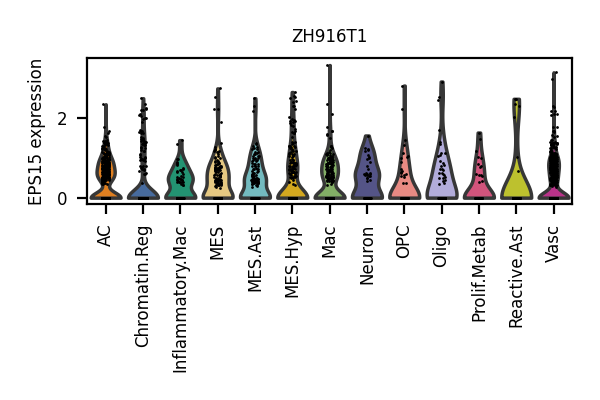 ZH916T1
EPS15 expression
2
0
AC
Chromatin.Reg
Inflammatory.Mac
MES
MES.Ast
MES.Hyp
Mac
Neuron
OPC
Oligo
Prolif.Metab
Reactive.Ast
Vasc